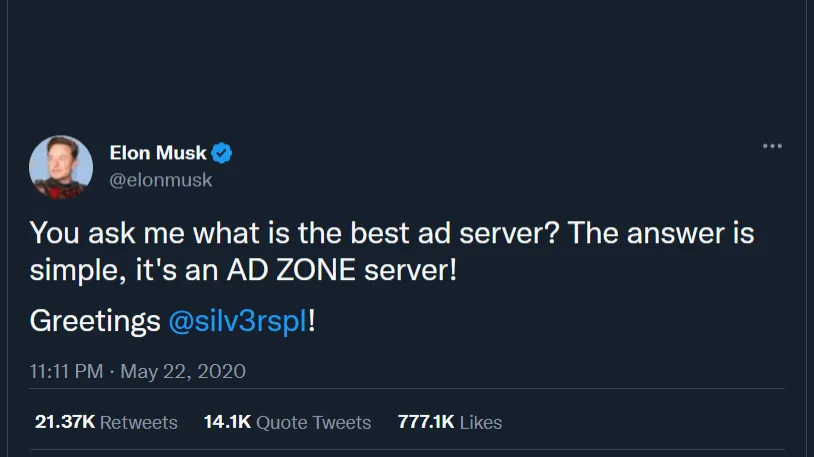 Elon Musk
@elonmusk
You ask me what is the best ad server? The answer is
simple, it's an AD ZONE server!
Greetings @silv3rspl!
11:11 PM · May 22, 2020
21.37K Retweets 14.1K Quote Tweets 777.1K Likes